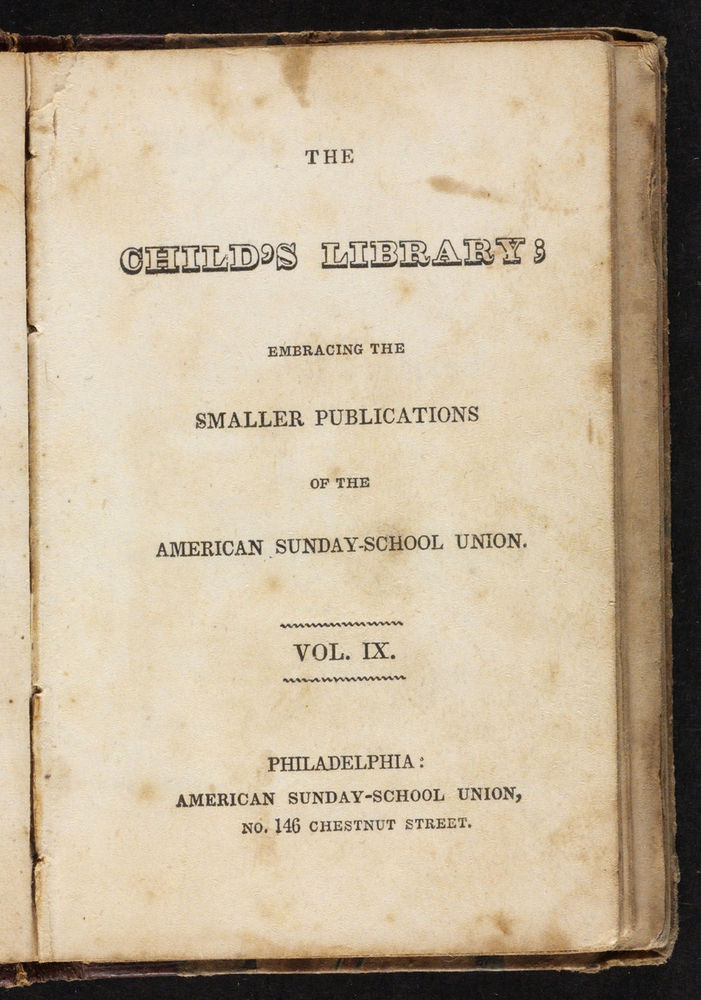 THE
CHILD'S LIBRARY;
EMBRACING THE
SMALLER PUBLICATIONS
OF THE
AMERICAN SUNDAY-SCHOOL UNION.
VOL. IX.
PHILADELPHIA:
AMERICAN SUNDAY-SCHOOL UNION,
NO. 146 CHESTNUT STREET.